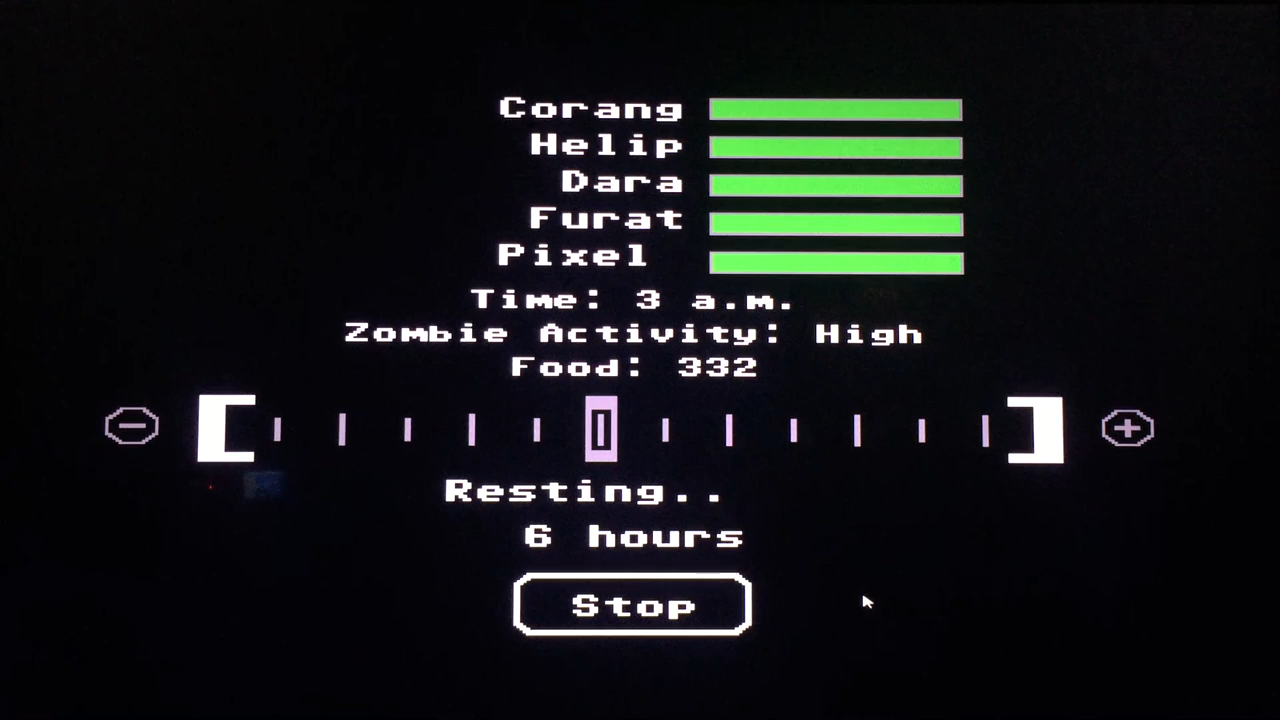 Corang
Helip
Dara
Furat
Pixel
Time: 3 a.m.
Zombie Activity: High
Food: 332
Resting..
6 hours
Stop